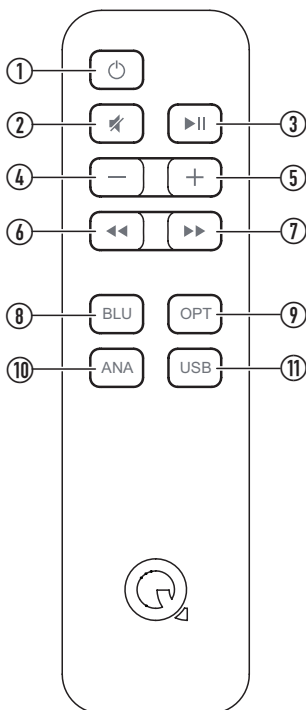 ①
② ③
④ − + ⑤
⑥ ⑦
⑧ BLU OPT ⑨
⑩ ANA USB ⑪